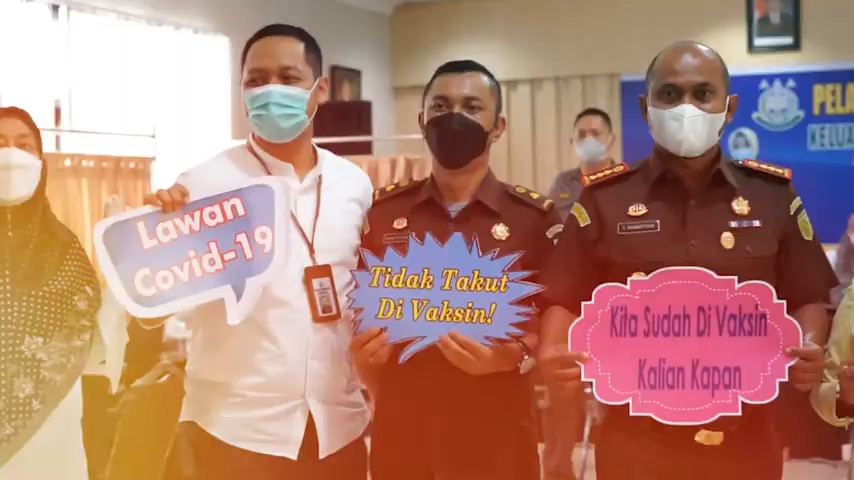 Lawan
Covid-19
Tidak Takut
Di Vaksin!
Kita Sudah Di Vaksin
Kalian Kapan
PELA
KELUA